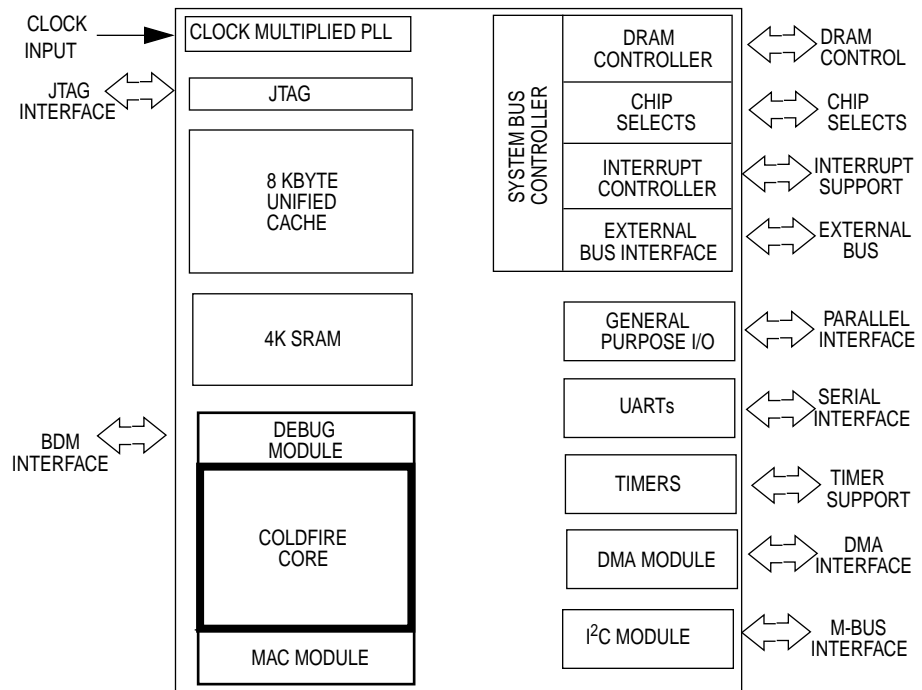 CLOCK
INPUT
CLOCK MULTIPLIED PLL
JTAG
INTERFACE
JTAG
8 KBYTE
UNIFIED
CACHE
4K SRAM
BDM
INTERFACE
DEBUG
MODULE
COLDFIRE
CORE
MAC MODULE
SYSTEM BUS
CONTROLLER
DRAM
CONTROLLER
CHIP
SELECTS
INTERRUPT
CONTROLLER
EXTERNAL
BUS INTERFACE
GENERAL
PURPOSE I/O
UARTs
TIMERS
DMA MODULE
I²C MODULE
DRAM
CONTROL
CHIP
SELECTS
INTERRUPT
SUPPORT
EXTERNAL
BUS
PARALLEL
INTERFACE
SERIAL
INTERFACE
TIMER
SUPPORT
DMA
INTERFACE
M-BUS
INTERFACE